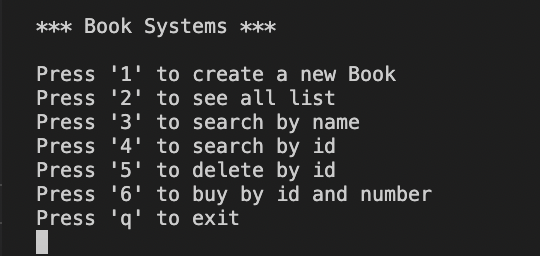 *** Book Systems ***
Press '1' to create a new Book
Press '2' to see all list
Press '3' to search by name
Press '4' to search by id
Press '5' to delete by id
Press '6' to buy by id and number
Press 'q' to exit